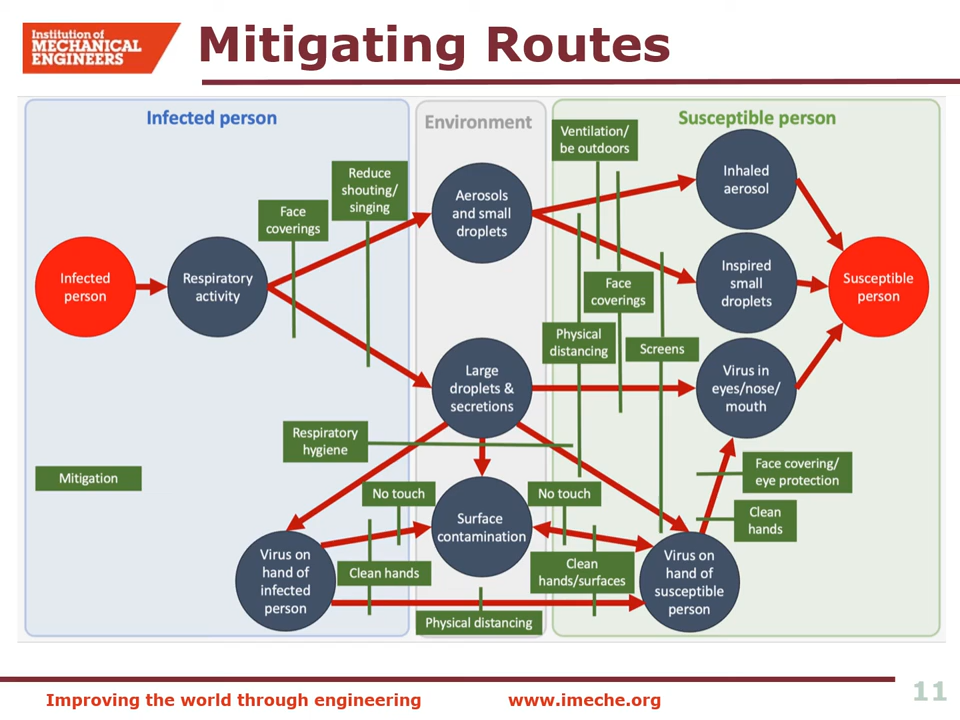 Institution of
MECHANICAL
ENGINEERS
Mitigating Routes
Infected person
Environment
Susceptible person
Ventilation/
be outdoors
Reduce
shouting/
singing
Face
coverings
Aerosols
and small
droplets
Inhaled
aerosol
Infected
person
Respiratory
activity
Inspired
small
droplets
Susceptible
person
Face
coverings
Physical
distancing
Screens
Large
droplets &
secretions
Virus in
eyes/nose/
mouth
Respiratory
hygiene
Mitigation
Face covering/
eye protection
No touch
No touch
Clean
hands
Surface
contamination
Virus on
hand of
infected
person
Clean hands
Clean
hands/surfaces
Virus on
hand of
susceptible
person
Physical distancing
Improving the world through engineering
www.imeche.org
11